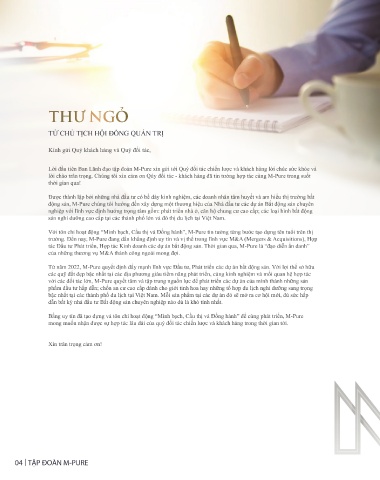 THƯ NGỎ
TỪ CHỦ TỊCH HỘI ĐỒNG QUẢN TRỊ
Kính gửi Quý khách hàng và Quý đối tác,
Lời đầu tiên Ban Lãnh đạo tập đoàn M-Pure xin gửi tới Quý đối tác chiến lược và khách hàng lời chúc sức khỏe và
lời chào trân trọng. Chúng tôi xin cám ơn Qúy đối tác - khách hàng đã tin tưởng hợp tác cùng M-Pure trong suốt
thời gian qua!
Được thành lập bởi những nhà đầu tư có bề dày kinh nghiệm, các doanh nhân tâm huyết và am hiểu thị trường bất
động sản, M-Pure chúng tôi hướng đến xây dựng một thương hiệu của Nhà đầu tư các dự án Bất động sản chuyên
nghiệp với lĩnh vực định hướng trọng tâm gồm: phát triển nhà ở, căn hộ chung cư cao cấp, các loại hình bất động
sản nghỉ dưỡng cao cấp tại các thành phố lớn và đô thị du lịch tại Việt Nam.
Với tôn chỉ hoạt động “Minh bạch, Cầu thị và Đồng hành”, M-Pure tin tưởng từng bước tạo dựng tên tuổi trên thị
trường. Đến nay, M-Pure đang dần khẳng định uy tín và vị thế trong lĩnh vực M&A (Mergers & Acquisitions), Hợp
tác Đầu tư Phát triển, Hợp tác Kinh doanh các dự án bất động sản. Thời gian qua, M-Pure là “đạo diễn ẩn danh”
của những thương vụ M&A thành công ngoài mong đợi.
Từ năm 2022, M-Pure quyết định đẩy mạnh lĩnh vực Đầu tư, Phát triển các dự án bất động sản. Với lợi thế sở hữu
các quỹ đất đẹp bậc nhất tại các địa phương giàu tiềm năng phát triển, cùng kinh nghiệm và mối quan hệ hợp tác
với các đối tác lớn, M-Pure quyết tâm và tập trung nguồn lực để phát triển các dự án của mình thành những sản
phẩm đầu tư hấp dẫn; chốn an cư cao cấp dành cho giới tinh hoa hay những tổ hợp du lịch nghỉ dưỡng sang trọng
bậc nhất tại các thành phố du lịch tại Việt Nam. Mỗi sản phẩm tại các dự án đó sẽ mở ra cơ hội mới, đủ sức hấp
dẫn bất kỳ nhà đầu tư Bất động sản chuyên nghiệp nào dù là khó tính nhất.
Bằng uy tín đã tạo dựng và tôn chỉ hoạt động “Minh bạch, Cầu thị và Đồng hành” để cùng phát triển, M-Pure
mong muốn nhận được sự hợp tác lâu dài của quý đối tác chiến lược và khách hàng trong thời gian tới.
Xin trân trọng cảm ơn!
04 | TẬP ĐOÀN M-PURE